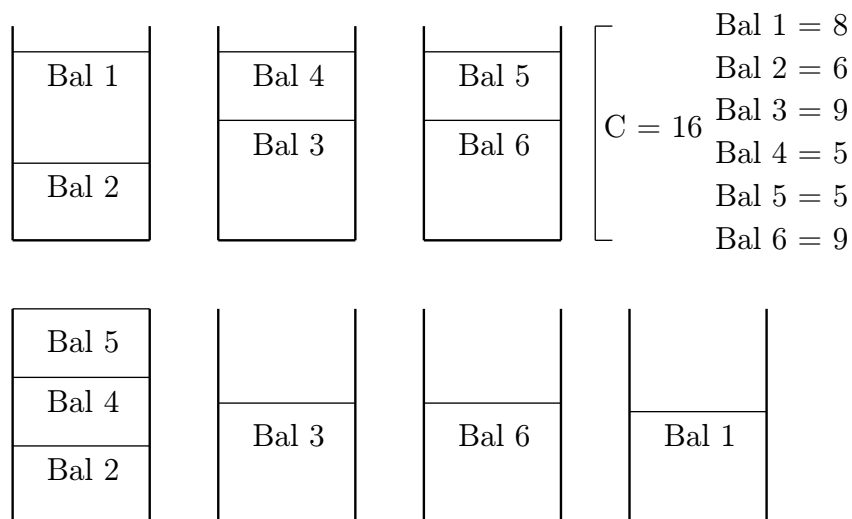 Bal 1
Bal 2
Bal 4
Bal 3
Bal 5
Bal 6
C = 16
Bal 1 = 8
Bal 2 = 6
Bal 3 = 9
Bal 4 = 5
Bal 5 = 5
Bal 6 = 9
Bal 5
Bal 4
Bal 2
Bal 3
Bal 6
Bal 1